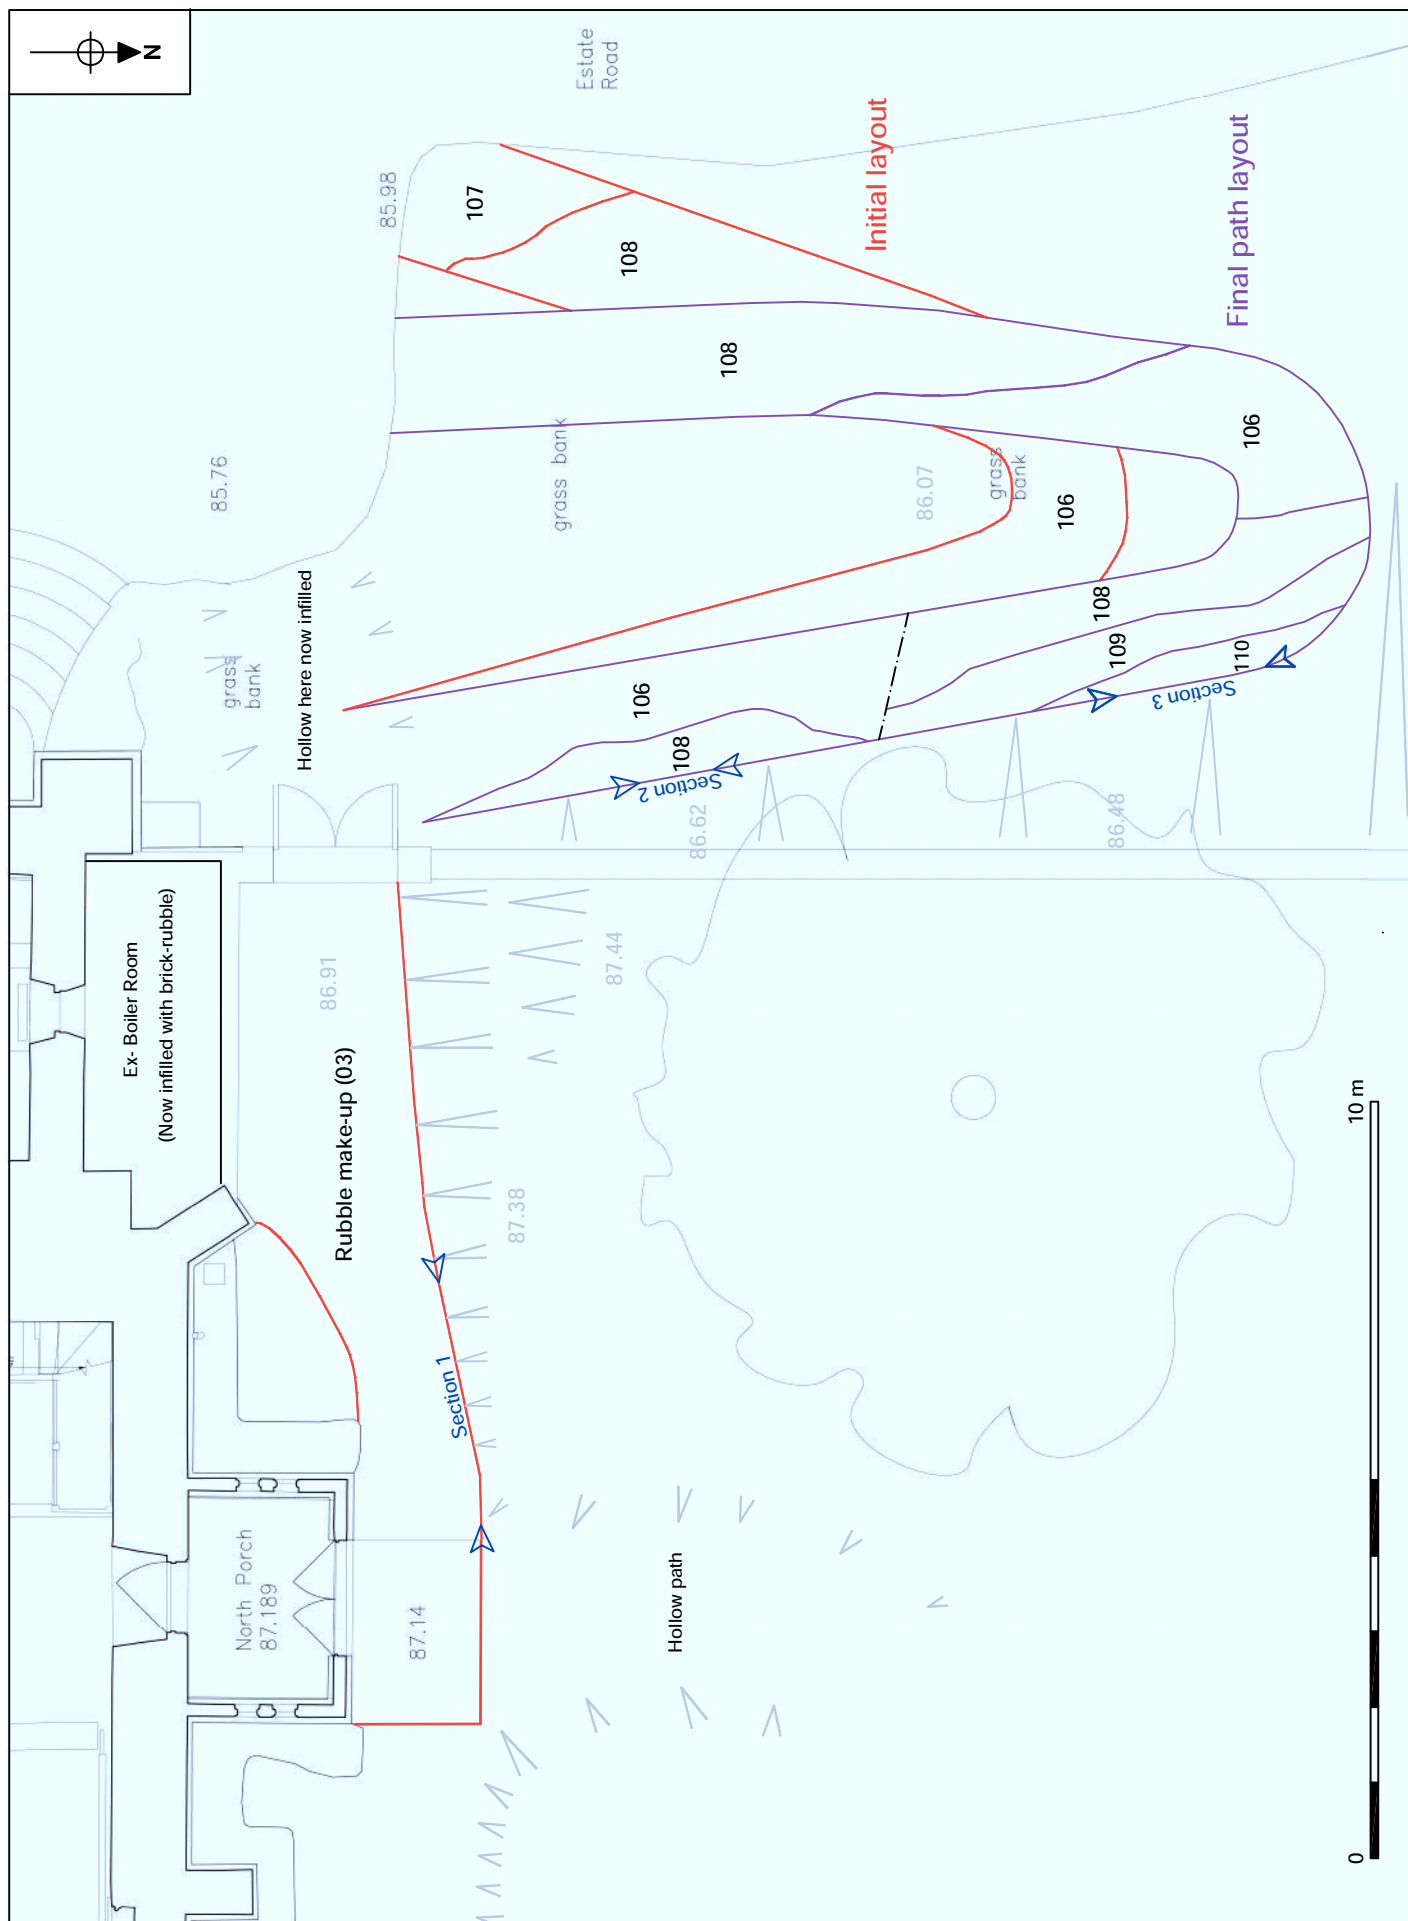 N
Estate
Road
85.98
107
108
Initial layout
Final path layout
108
85.76
grass bank
106
86.07
grass
bank
106
Hollow here now infilled
grass
bank
108
109
110
Section 3
106
108
Section 2
86.62
86.48
Ex- Boiler Room
(Now infilled with brick-rubble)
86.91
87.44
Rubble make-up (03)
87.38
Section 1
North Porch
87.189
87.14
Hollow path
0
10 m